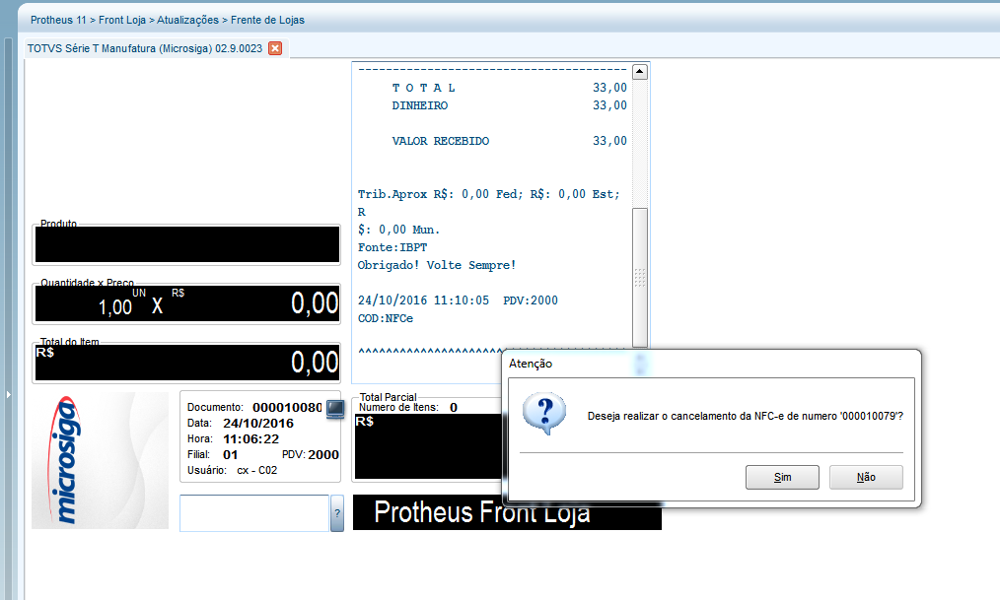 Protheus 11 > Front Loja > Atualizações > Frente de Lojas
TOTVS Série T Manufatura (Microsiga) 02.9.0023
T O T A L 33,00
DINHEIRO 33,00
VALOR RECEBIDO 33,00
Trib.Aprox R$: 0,00 Fed; R$: 0,00 Est;
R
$: 0,00 Mun.
Fonte:IBPT
Obrigado! Volte Sempre!
24/10/2016 11:10:05 PDV:2000
COD:NFCe
Produto
Quantidade x Preço
1,00 UN X R$ 0,00
Total do Item
R$ 0,00
microsiga
Documento: 000010080
Data: 24/10/2016
Hora: 11:06:22
Filial: 01 PDV: 2000
Usuário: cx - C02
?
Total Parcial
Numero de Itens: 0
R$
Protheus Front Loja
Atenção
Deseja realizar o cancelamento da NFC-e de numero '000010079'?
Sim Não